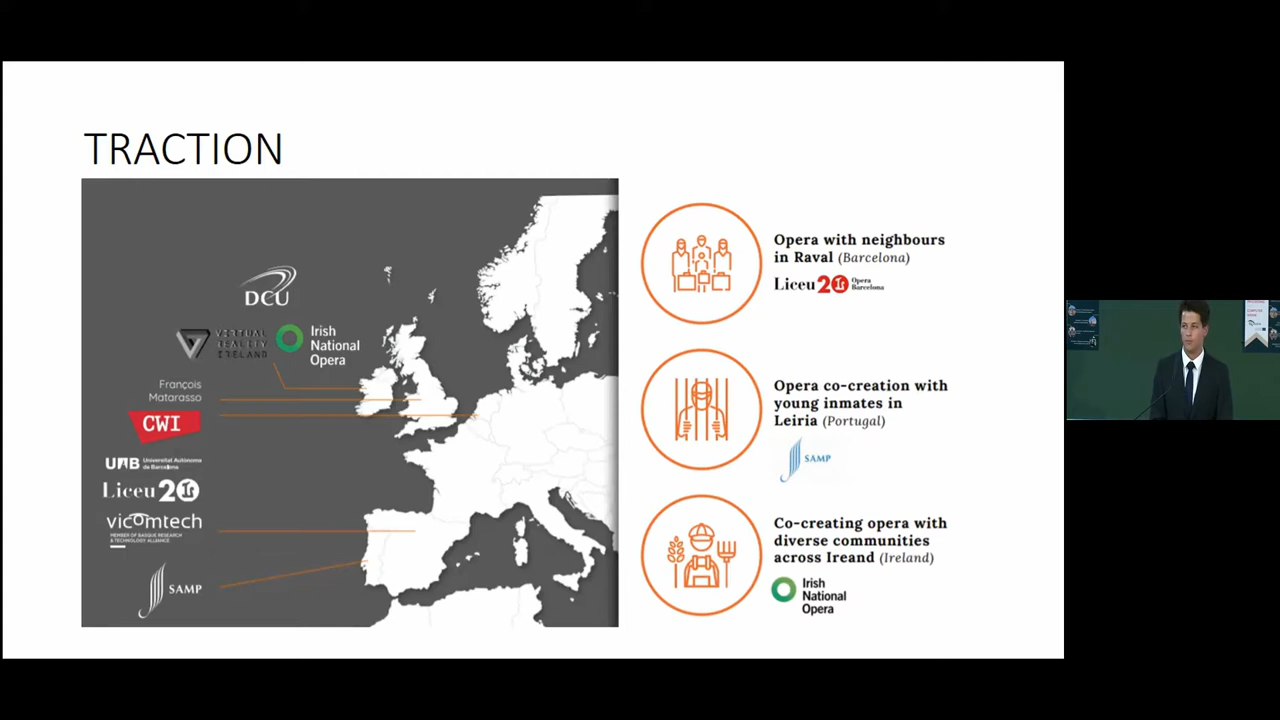 TRACTION
DCU
VIRTUAL
REALITY
IRELAND
Irish
National
Opera
François
Matarasso
CWI
UAB Universitat Autònoma
de Barcelona
Liceu
vicomtech
MEMBER OF BASQUE RESEARCH
& TECHNOLOGY ALLIANCE
SAMP
Opera with neighbours
in Raval (Barcelona)
Liceu Opera
Barcelona
Opera co-creation with
young inmates in
Leiria (Portugal)
SAMP
Co-creating opera with
diverse communities
across Ireand (Ireland)
Irish
National
Opera